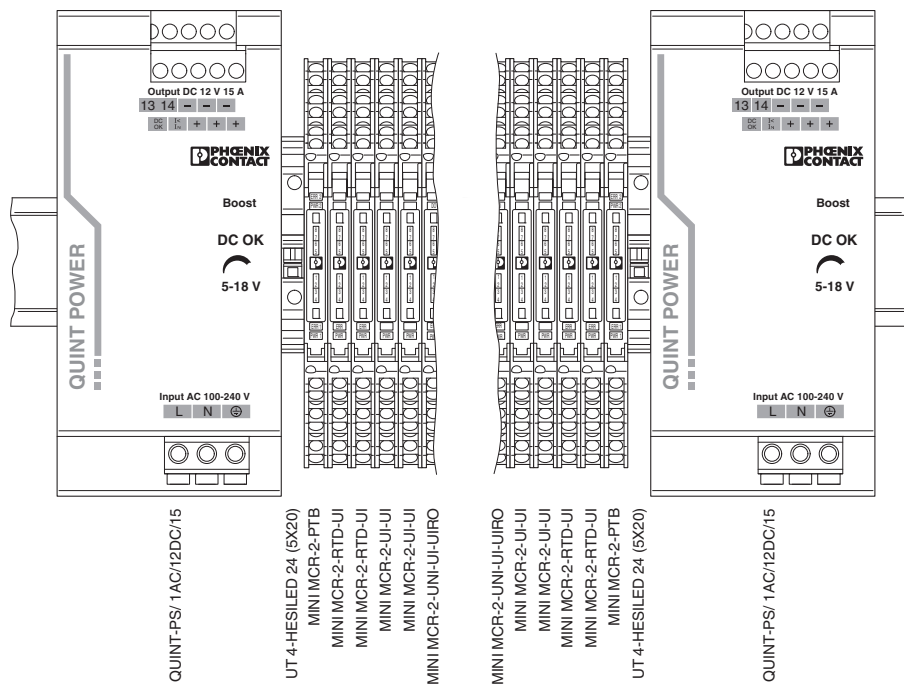 Output DC 12 V 15 A
13 14 – – –
DC OK + + +
PHŒNIX
CONTACT
Boost
DC OK
5-18 V
QUINT POWER
Input AC 100-240 V
L N
Output DC 12 V 15 A
13 14 – – –
DC OK + + +
PHŒNIX
CONTACT
Boost
DC OK
5-18 V
QUINT POWER
Input AC 100-240 V
L N
QUINT-PS/ 1AC/12DC/15
UT 4-HESILED 24 (5X20)
MINI MCR-2-PTB
MINI MCR-2-RTD-UI
MINI MCR-2-RTD-UI
MINI MCR-2-UI-UI
MINI MCR-2-UI-UI
MINI MCR-2-UNI-UI-UIRO
MINI MCR-2-UNI-UI-UIRO
MINI MCR-2-UI-UI
MINI MCR-2-UI-UI
MINI MCR-2-RTD-UI
MINI MCR-2-RTD-UI
MINI MCR-2-PTB
UT 4-HESILED 24 (5X20)
QUINT-PS/ 1AC/12DC/15